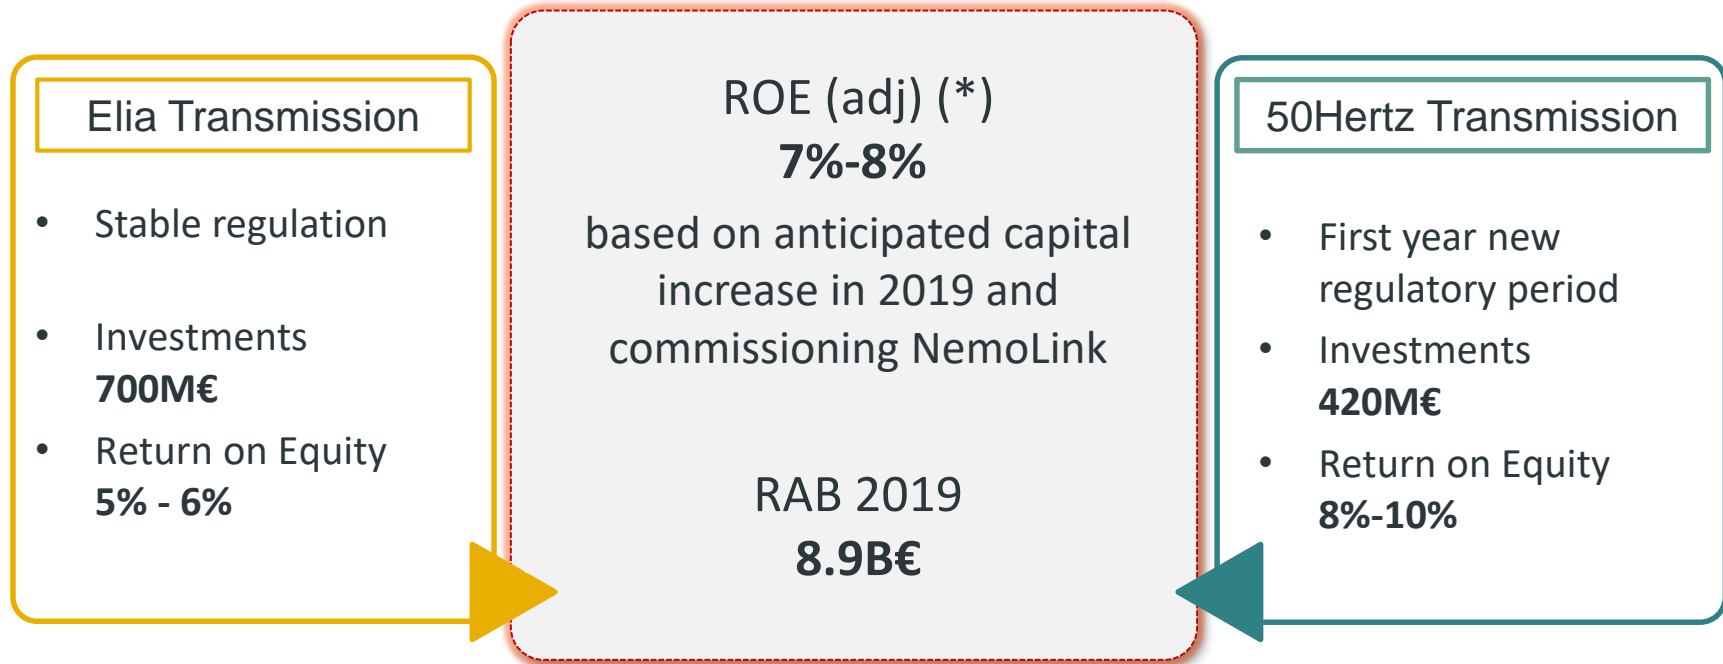 Elia Transmission
• Stable regulation
• Investments
700M€
• Return on Equity
5% - 6%
ROE (adj) (*)
7%-8%
based on anticipated capital
increase in 2019 and
commissioning NemoLink
RAB 2019
8.9B€
50Hertz Transmission
• First year new
regulatory period
• Investments
420M€
• Return on Equity
8%-10%